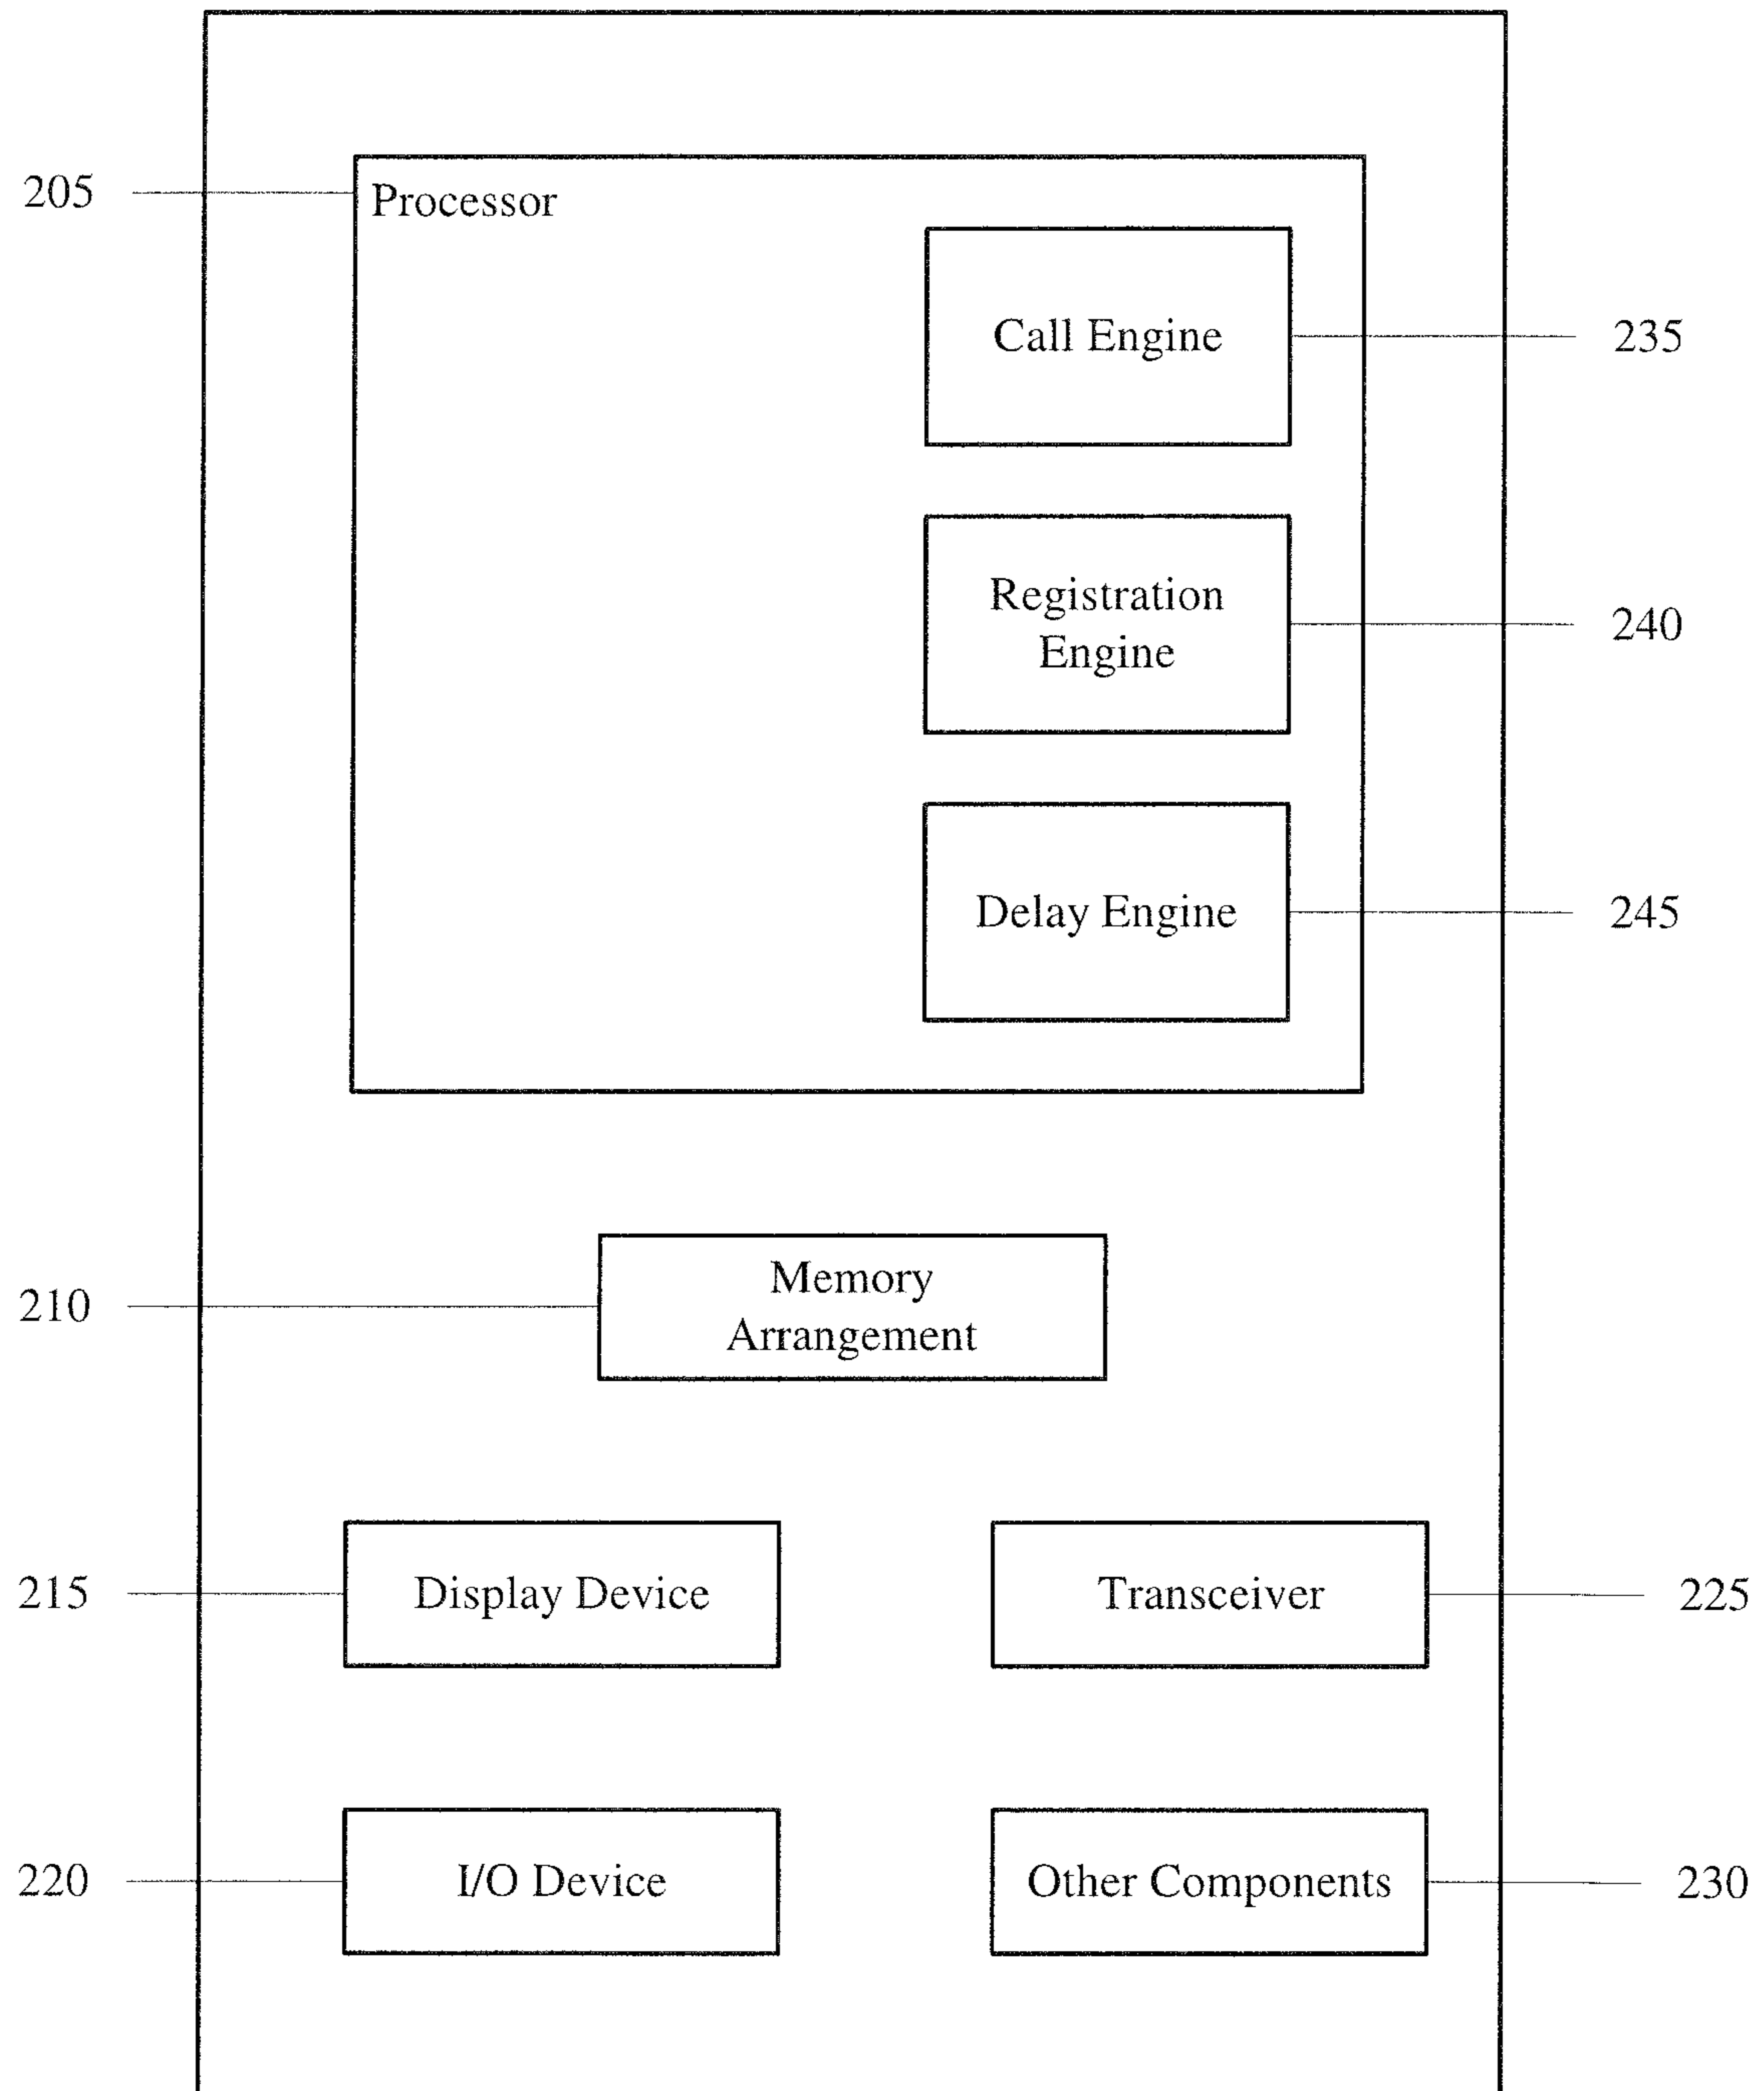 205
Processor
Call Engine
235
Registration
Engine
240
Delay Engine
245
210
Memory
Arrangement
215
Display Device
Transceiver
225
220
I/O Device
Other Components
230